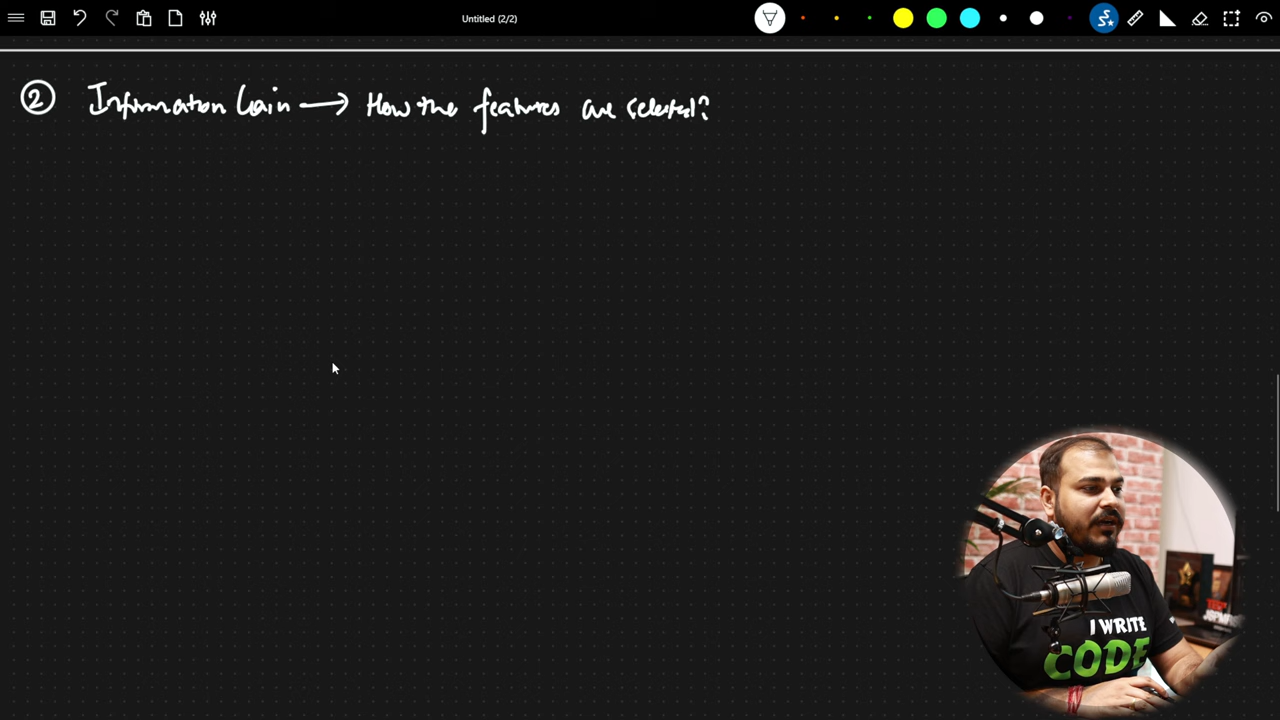 Untitled (2/2)
② Information Gain → How the features are selected?
I WRITE
CODE